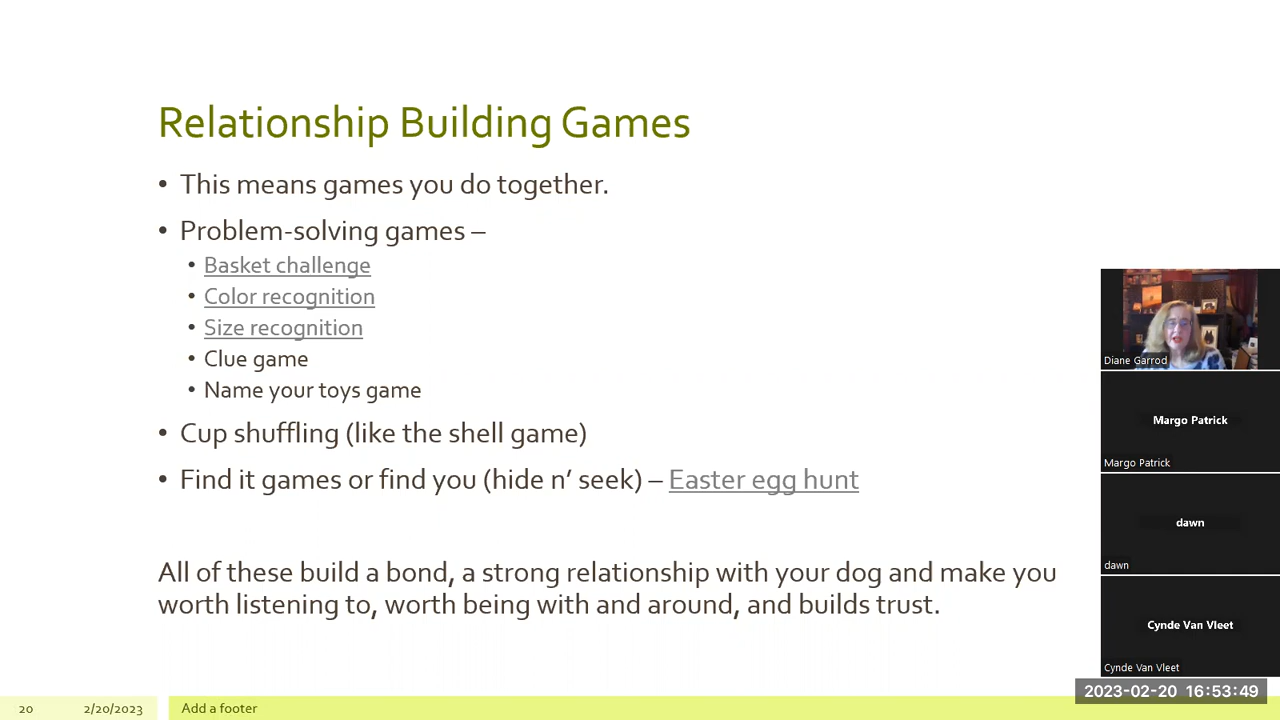 Relationship Building Games
• This means games you do together.
• Problem-solving games –
• Basket challenge
• Color recognition
• Size recognition
• Clue game
• Name your toys game
• Cup shuffling (like the shell game)
• Find it games or find you (hide n’ seek) – Easter egg hunt
All of these build a bond, a strong relationship with your dog and make you
worth listening to, worth being with and around, and builds trust.
Diane Garrod
Margo Patrick
Margo Patrick
dawn
dawn
Cynde Van Vleet
Cynde Van Vleet
2023-02-20 16:53:49
20 2/20/2023 Add a footer